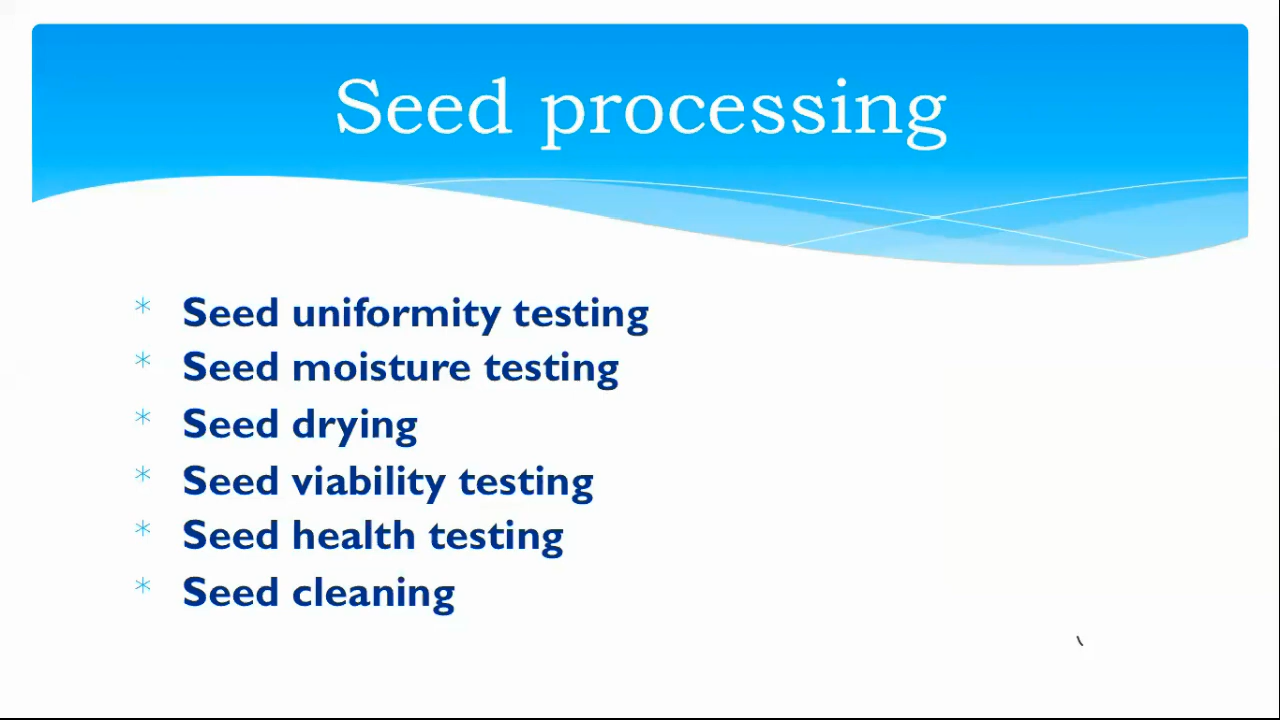 Seed processing
* Seed uniformity testing
* Seed moisture testing
* Seed drying
* Seed viability testing
* Seed health testing
* Seed cleaning